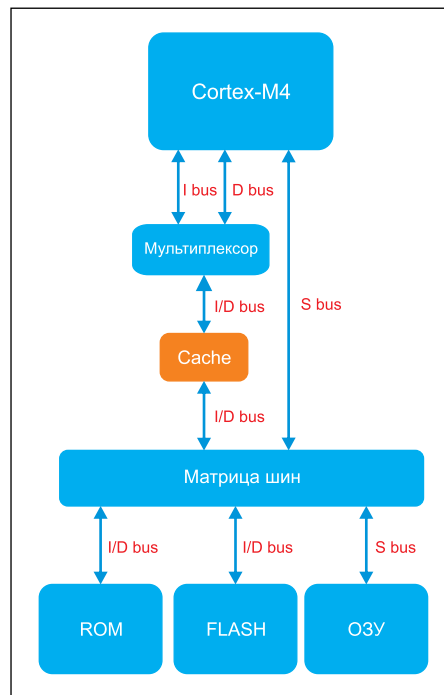 Cortex-M4
I bus
D bus
Мультиплексор
I/D bus
S bus
Cache
I/D bus
Матрица шин
I/D bus
I/D bus
S bus
ROM
FLASH
ОЗУ